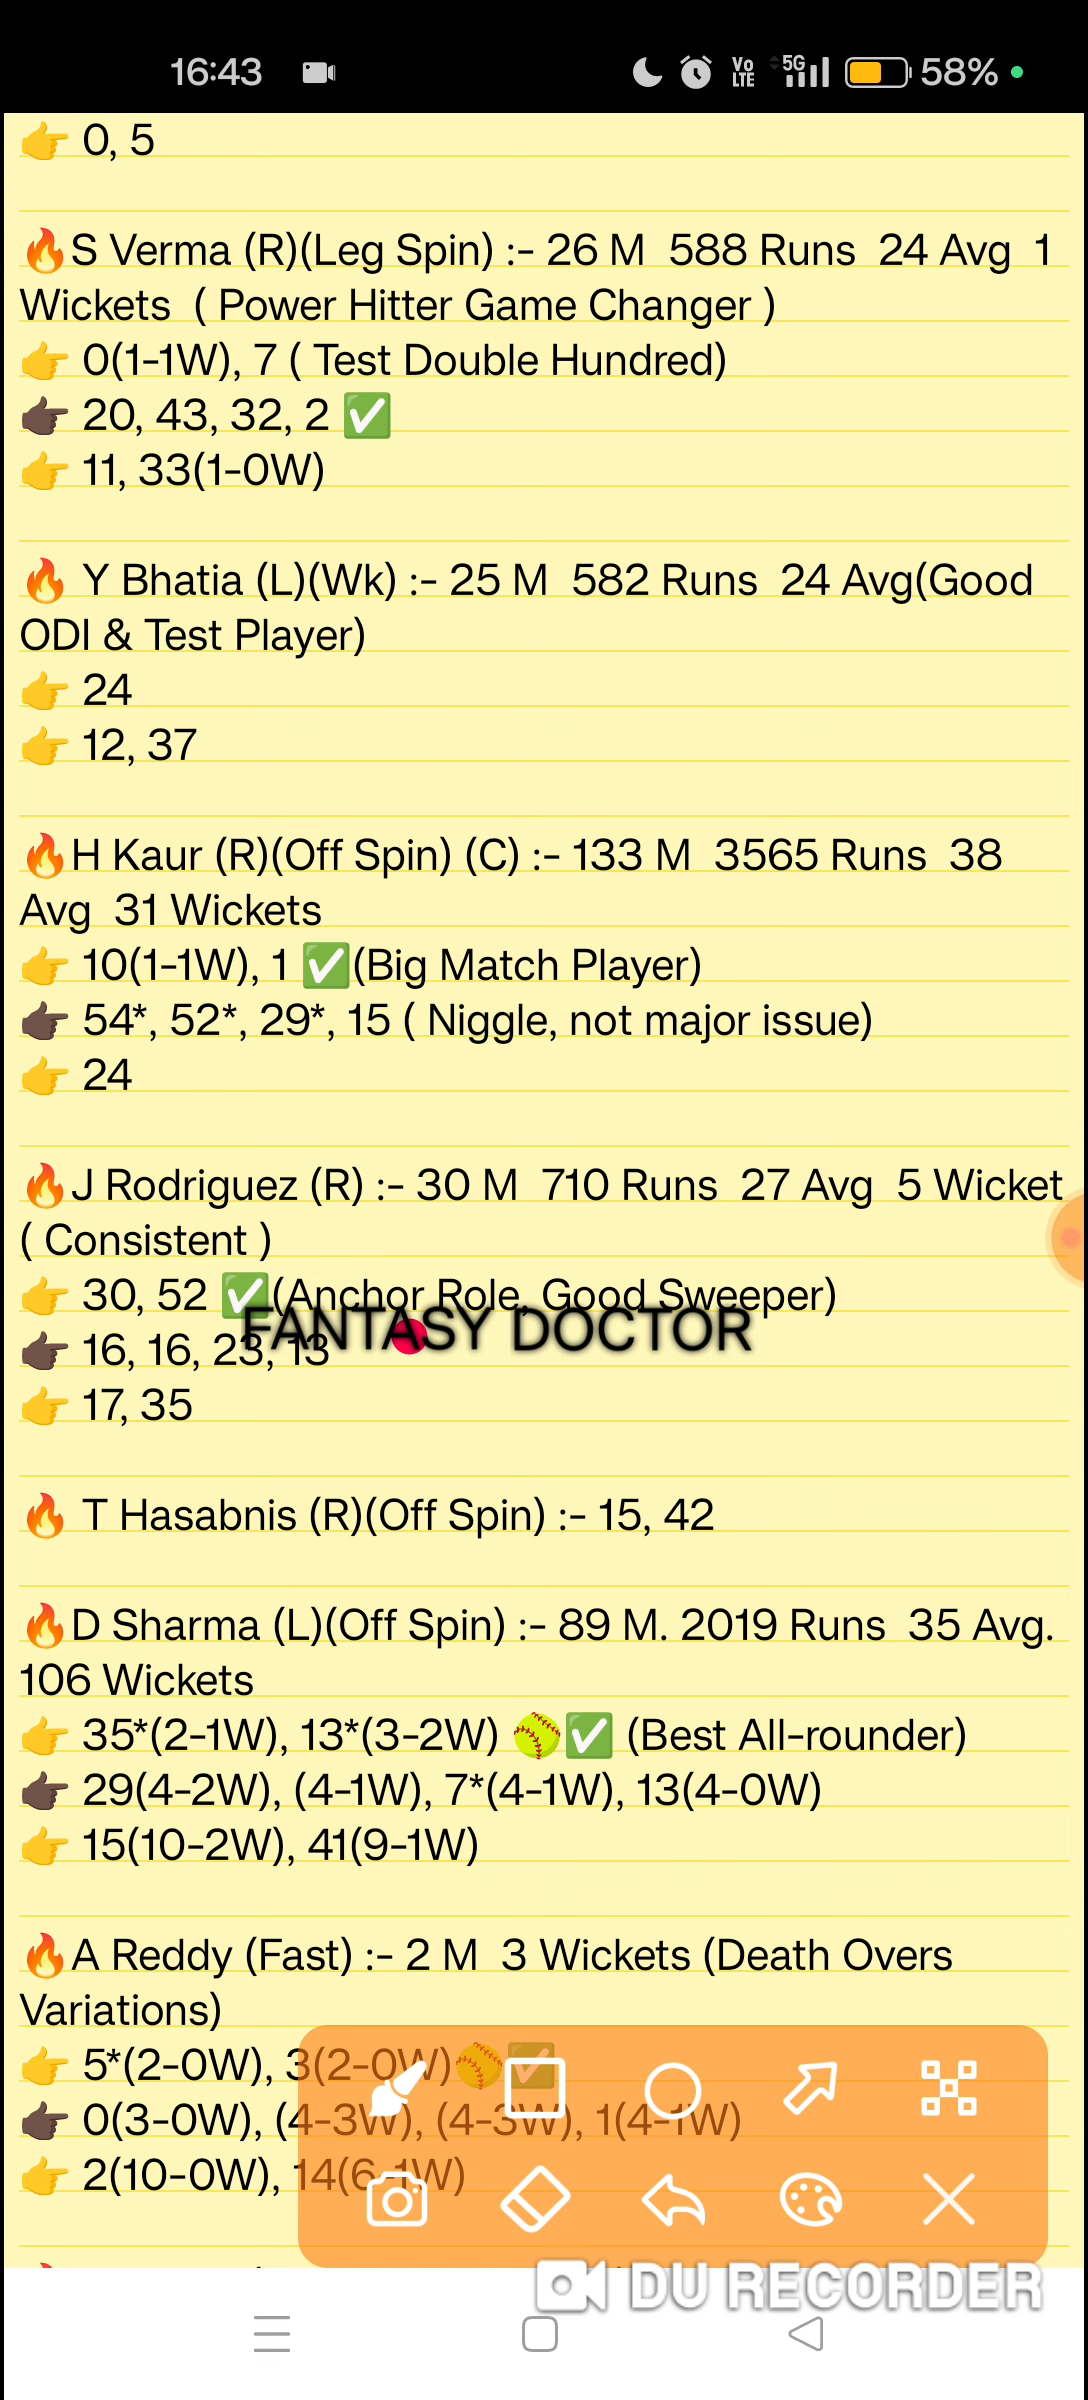 16:43 Vo LTE 5G 58%
👉 0, 5
🔥S Verma (R)(Leg Spin) :- 26 M 588 Runs 24 Avg 1
Wickets ( Power Hitter Game Changer )
👉 0(1-1W), 7 ( Test Double Hundred)
👉🏿 20, 43, 32, 2 ✅
👉 11, 33(1-0W)
🔥 Y Bhatia (L)(Wk) :- 25 M 582 Runs 24 Avg(Good
ODI & Test Player)
👉 24
👉 12, 37
🔥H Kaur (R)(Off Spin) (C) :- 133 M 3565 Runs 38
Avg 31 Wickets
👉 10(1-1W), 1 ✅(Big Match Player)
👉🏿 54*, 52*, 29*, 15 ( Niggle, not major issue)
👉 24
🔥J Rodriguez (R) :- 30 M 710 Runs 27 Avg 5 Wicket
( Consistent )
👉 30, 52 ✅(Anchor Role, Good Sweeper)
FANTASY DOCTOR
👉🏿 16, 16, 23, 13
👉 17, 35
🔥 T Hasabnis (R)(Off Spin) :- 15, 42
🔥D Sharma (L)(Off Spin) :- 89 M. 2019 Runs 35 Avg.
106 Wickets
👉 35*(2-1W), 13*(3-2W) 🥎✅ (Best All-rounder)
👉🏿 29(4-2W), (4-1W), 7*(4-1W), 13(4-0W)
👉 15(10-2W), 41(9-1W)
🔥A Reddy (Fast) :- 2 M 3 Wickets (Death Overs
Variations)
👉 5*(2-0W), 3(2-0W)🥎✅
👉🏿 0(3-0W), (4-3W), (4-3W), 1(4-1W)
👉 2(10-0W), 14(6-1W)
DU RECORDER